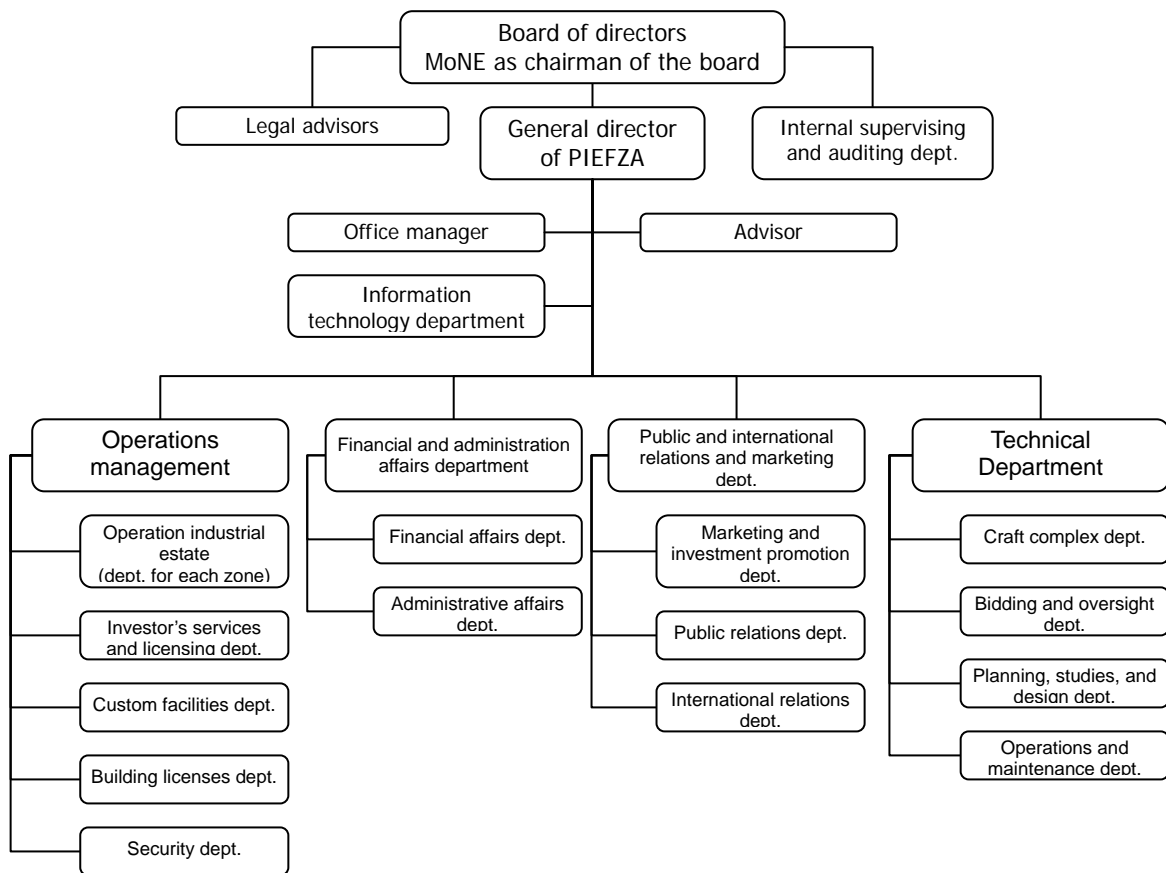 Board of directors
MoNE as chairman of the board
Legal advisors
General director
of PIEFZA
Internal supervising
and auditing dept.
Office manager
Advisor
Information
technology department
Operations
management
Financial and administration
affairs department
Public and international
relations and marketing
dept.
Technical
Department
Operation industrial
estate
(dept. for each zone)
Investor's services
and licensing dept.
Custom facilities dept.
Building licenses dept.
Security dept.
Financial affairs dept.
Administrative affairs
dept.
Marketing and
investment promotion
dept.
Public relations dept.
International relations
dept.
Craft complex dept.
Bidding and oversight
dept.
Planning, studies, and
design dept.
Operations and
maintenance dept.